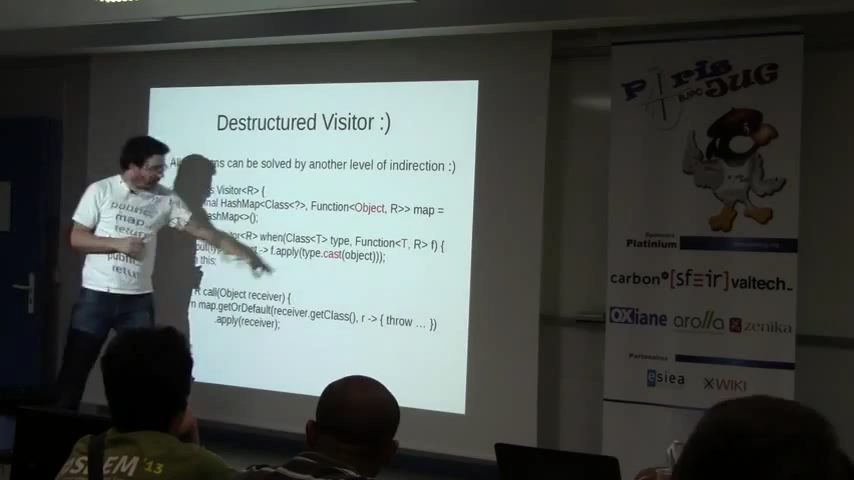 Destructured Visitor :)
can be solved by another level of indirection :)
Visitor<R> {
HashMap<Class<?>, Function<Object, R>> map =
HashMap<>();
when(Class<T> type, Function<T, R> f) {
-> f.apply(type.cast(object)));
this;
R call(Object receiver) {
map.getOrDefault(receiver.getClass(), r -> { throw ... })
.apply(receiver);
public
map
return
public
return
Paris
JUG
Sponsors
Platinium
carbon
[sfeir]
valtech_
OXiane
arolla
zenika
Partenaires
esiea
XWIKI
'13